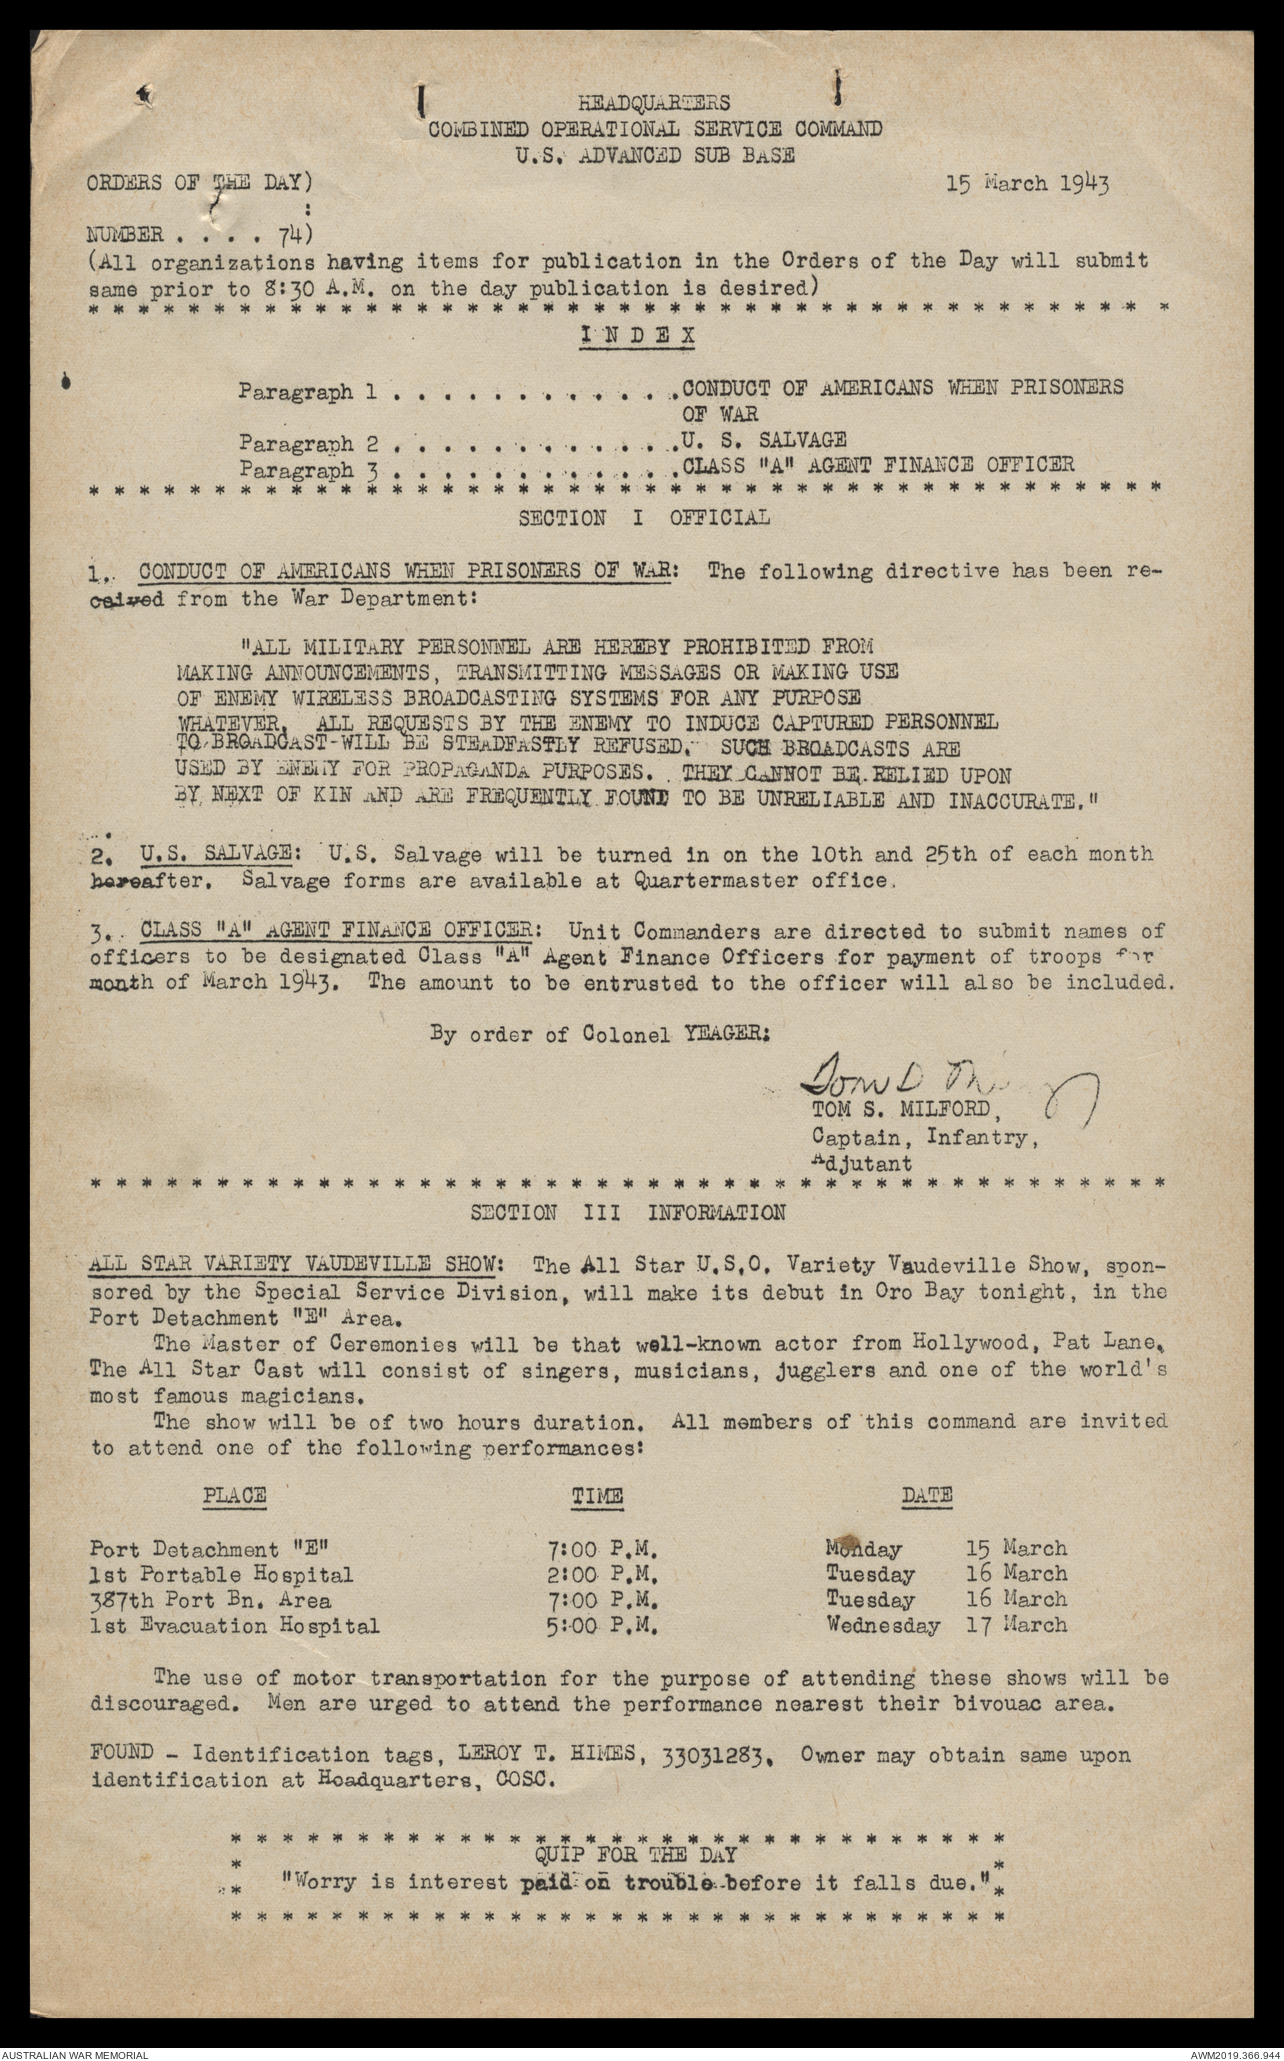 HEADQUARTERS
COMBINED OPERATIONAL SERVICE COMMAND
U.S. ADVANCED SUB BASE
ORDERS OF THE DAY) 15 March 1943
:
NUMBER . . . . 74)
(All organizations having items for publication in the Orders of the Day will submit
same prior to 8:30 A.M. on the day publication is desired)
* * * * * * * * * * * * * * * * * * * * * * * * * * * * * * * * * * * * * * * * * * *
I N D E X
Paragraph 1 . . . . . . . . . . . .CONDUCT OF AMERICANS WHEN PRISONERS
OF WAR
Paragraph 2 . . . . . . . . . . . .U. S. SALVAGE
Paragraph 3 . . . . . . . . . . . .CLASS "A" AGENT FINANCE OFFICER
* * * * * * * * * * * * * * * * * * * * * * * * * * * * * * * * * * * * * * * * * * *
SECTION I OFFICIAL
1. CONDUCT OF AMERICANS WHEN PRISONERS OF WAR: The following directive has been re-
ceived from the War Department:
"ALL MILITARY PERSONNEL ARE HEREBY PROHIBITED FROM
MAKING ANNOUNCEMENTS, TRANSMITTING MESSAGES OR MAKING USE
OF ENEMY WIRELESS BROADCASTING SYSTEMS FOR ANY PURPOSE
WHATEVER. ALL REQUESTS BY THE ENEMY TO INDUCE CAPTURED PERSONNEL
TO BROADCAST WILL BE STEADFASTLY REFUSED. SUCH BROADCASTS ARE
USED BY ENEMY FOR PROPAGANDA PURPOSES. THEY CANNOT BE RELIED UPON
BY NEXT OF KIN AND ARE FREQUENTLY FOUND TO BE UNRELIABLE AND INACCURATE."
2. U.S. SALVAGE: U.S. Salvage will be turned in on the 10th and 25th of each month
hereafter. Salvage forms are available at Quartermaster office.
3. CLASS "A" AGENT FINANCE OFFICER: Unit Commanders are directed to submit names of
officers to be designated Class "A" Agent Finance Officers for payment of troops for
month of March 1943. The amount to be entrusted to the officer will also be included.
By order of Colonel YEAGER:
TOM S. MILFORD,
Captain, Infantry,
Adjutant
* * * * * * * * * * * * * * * * * * * * * * * * * * * * * * * * * * * * * * * * * * *
SECTION III INFORMATION
ALL STAR VARIETY VAUDEVILLE SHOW: The All Star U.S.O. Variety Vaudeville Show, spon-
sored by the Special Service Division, will make its debut in Oro Bay tonight, in the
Port Detachment "E" Area.
The Master of Ceremonies will be that well-known actor from Hollywood, Pat Lane.
The All Star Cast will consist of singers, musicians, jugglers and one of the world's
most famous magicians.
The show will be of two hours duration. All members of this command are invited
to attend one of the following performances:
PLACE TIME DATE
Port Detachment "E" 7:00 P.M. Monday 15 March
1st Portable Hospital 2:00 P.M. Tuesday 16 March
387th Port Bn. Area 7:00 P.M. Tuesday 16 March
1st Evacuation Hospital 5:00 P.M. Wednesday 17 March
The use of motor transportation for the purpose of attending these shows will be
discouraged. Men are urged to attend the performance nearest their bivouac area.
FOUND - Identification tags, LEROY T. HIMES, 33031283. Owner may obtain same upon
identification at Headquarters, COSC.
* * * * * * * * * * * * * * * * * * * * * * * * * * * * * * *
* QUIP FOR THE DAY *
* "Worry is interest paid on trouble before it falls due." *
* * * * * * * * * * * * * * * * * * * * * * * * * * * * * * *
AUSTRALIAN WAR MEMORIAL AWM2019.366.944